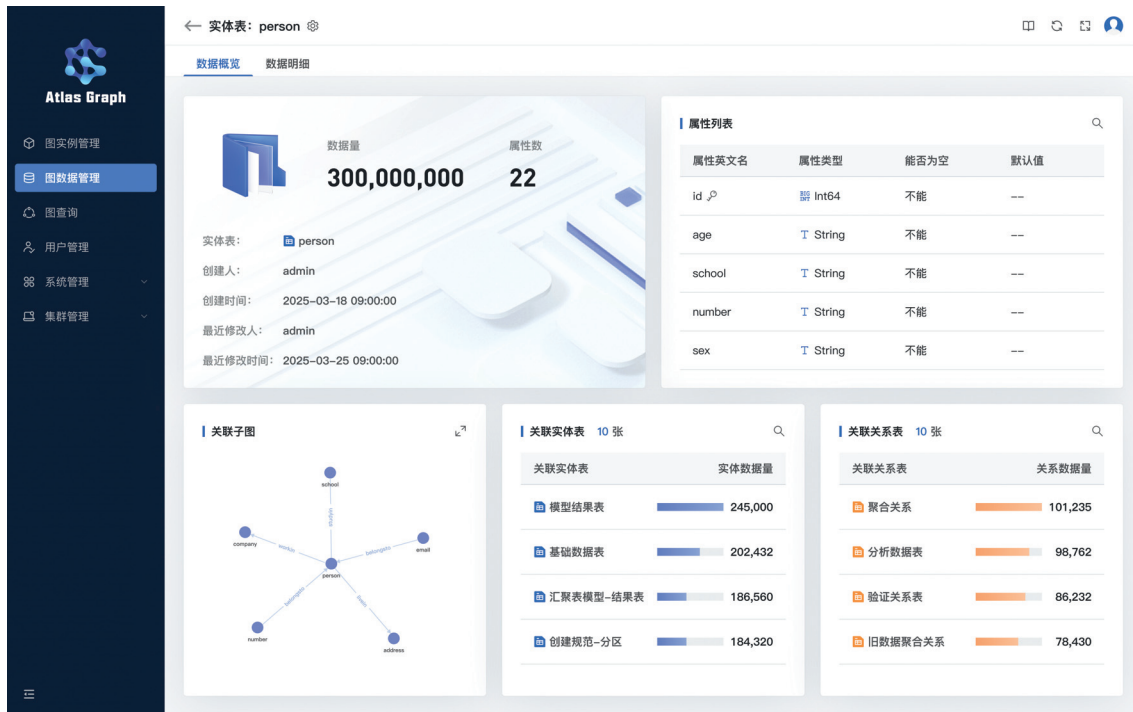 Atlas Graph
图实例管理
图数据管理
图查询
用户管理
系统管理
集群管理
实体表：person
数据概览 数据明细
数据量 属性数
300,000,000 22
实体表： person
创建人： admin
创建时间： 2025-03-18 09:00:00
最近修改人： admin
最近修改时间： 2025-03-25 09:00:00
属性列表
属性英文名 属性类型 能否为空 默认值
id BIG INT Int64 不能 --
age T String 不能 --
school T String 不能 --
number T String 不能 --
sex T String 不能 --
关联子图
school
studyin
company
workin
belongsto
email
person
belongsto
livein
number
address
关联实体表 10 张
关联实体表 实体数据量
模型结果表 245,000
基础数据表 202,432
汇聚表模型-结果表 186,560
创建规范-分区 184,320
关联关系表 10 张
关联关系表 关系数据量
聚合关系 101,235
分析数据表 98,762
验证关系表 86,232
旧数据聚合关系 78,430